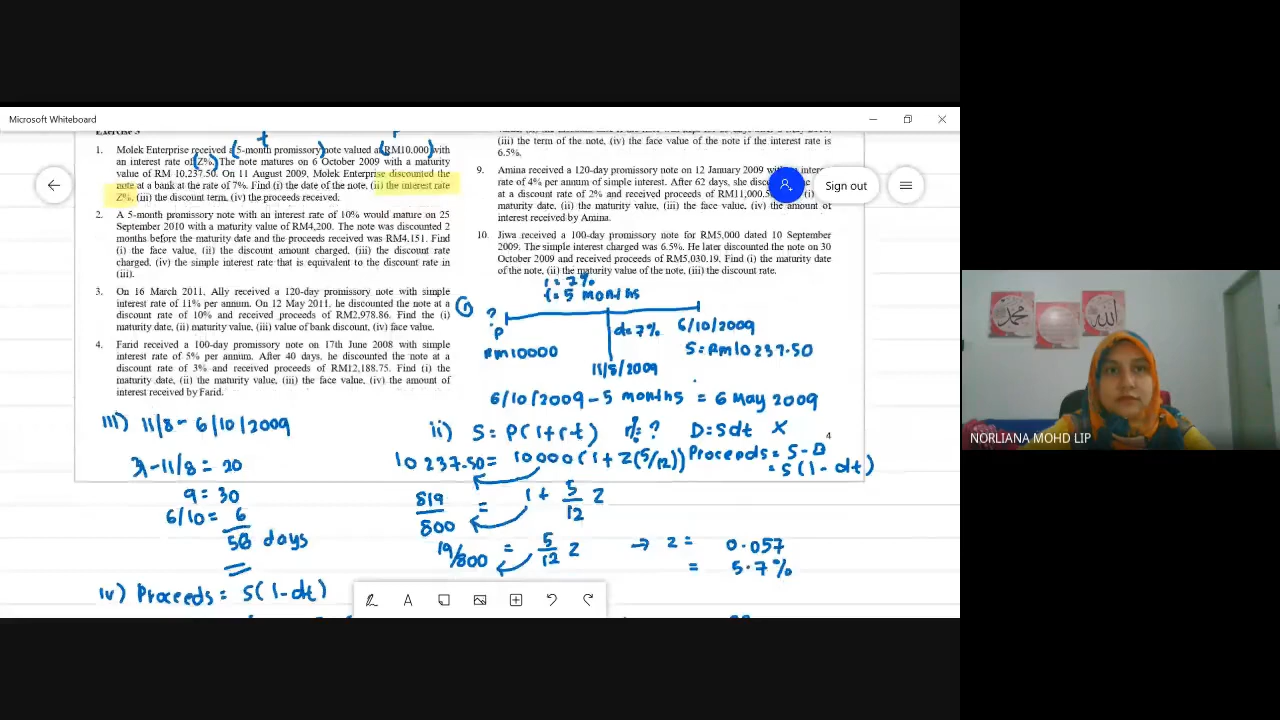 Microsoft Whiteboard
Exercise 3
1. Molek Enterprise received a 5-month promissory note valued at RM10,000 with
an interest rate of (Z%). The note matures on 6 October 2009 with a maturity
value of RM 10,237.50. On 11 August 2009, Molek Enterprise discounted the
note at a bank at the rate of 7%. Find (i) the date of the note, (ii) the interest rate
Z%, (iii) the discount term, (iv) the proceeds received.
2. A 5-month promissory note with an interest rate of 10% would mature on 25
September 2010 with a maturity value of RM4,200. The note was discounted 2
months before the maturity date and the proceeds received was RM4,151. Find
(i) the face value, (ii) the discount amount charged, (iii) the discount rate
charged, (iv) the simple interest rate that is equivalent to the discount rate in
(iii).
3. On 16 March 2011, Ally received a 120-day promissory note with simple
interest rate of 11% per annum. On 12 May 2011, he discounted the note at a
discount rate of 10% and received proceeds of RM2,978.86. Find the (i)
maturity date, (ii) maturity value, (iii) value of bank discount, (iv) face value.
4. Farid received a 100-day promissory note on 17th June 2008 with simple
interest rate of 5% per annum. After 40 days, he discounted the note at a
discount rate of 3% and received proceeds of RM12,188.75. Find (i) the
maturity date, (ii) the maturity value, (iii) the face value, (iv) the amount of
interest received by Farid.
(iii) the term of the note, (iv) the face value of the note if the interest rate is
6.5%.
9. Amina received a 120-day promissory note on 12 January 2009 with interest
rate of 4% per annum of simple interest. After 62 days, she
at a discount rate of 2% and received proceeds of RM11,000.
maturity date, (ii) the maturity value, (iii) the face value, (iv) the amount of
interest received by Amina.
10. Jiwa received a 100-day promissory note for RM5,000 dated 10 September
2009. The simple interest charged was 6.5%. He later discounted the note on 30
October 2009 and received proceeds of RM5,030.19. Find (i) the maturity date
of the note, (ii) the maturity value of the note, (iii) the discount rate.
Sign out
4
t
P
(i)
i = z%
t = 5 months
?
P
RM10000
d = 7%
11/8/2009
6/10/2009
S = RM10 237.50
6/10/2009 - 5 months = 6 May 2009
ii) S = P(1+rt) r = ? D = Sdt X
10 237.50 = 10000 (1 + Z(5/12)) Proceeds = S - D
= S(1 - dt)
819/800 = 1 + 5/12 Z
19/800 = 5/12 Z → Z = 0.057
= 5.7%
iii) 11/8 - 6/10/2009
31 - 11/8 = 20
9 = 30
6/10 = 6
56 days
iv) Proceeds = S(1 - dt)
NORLIANA MOHD LIP